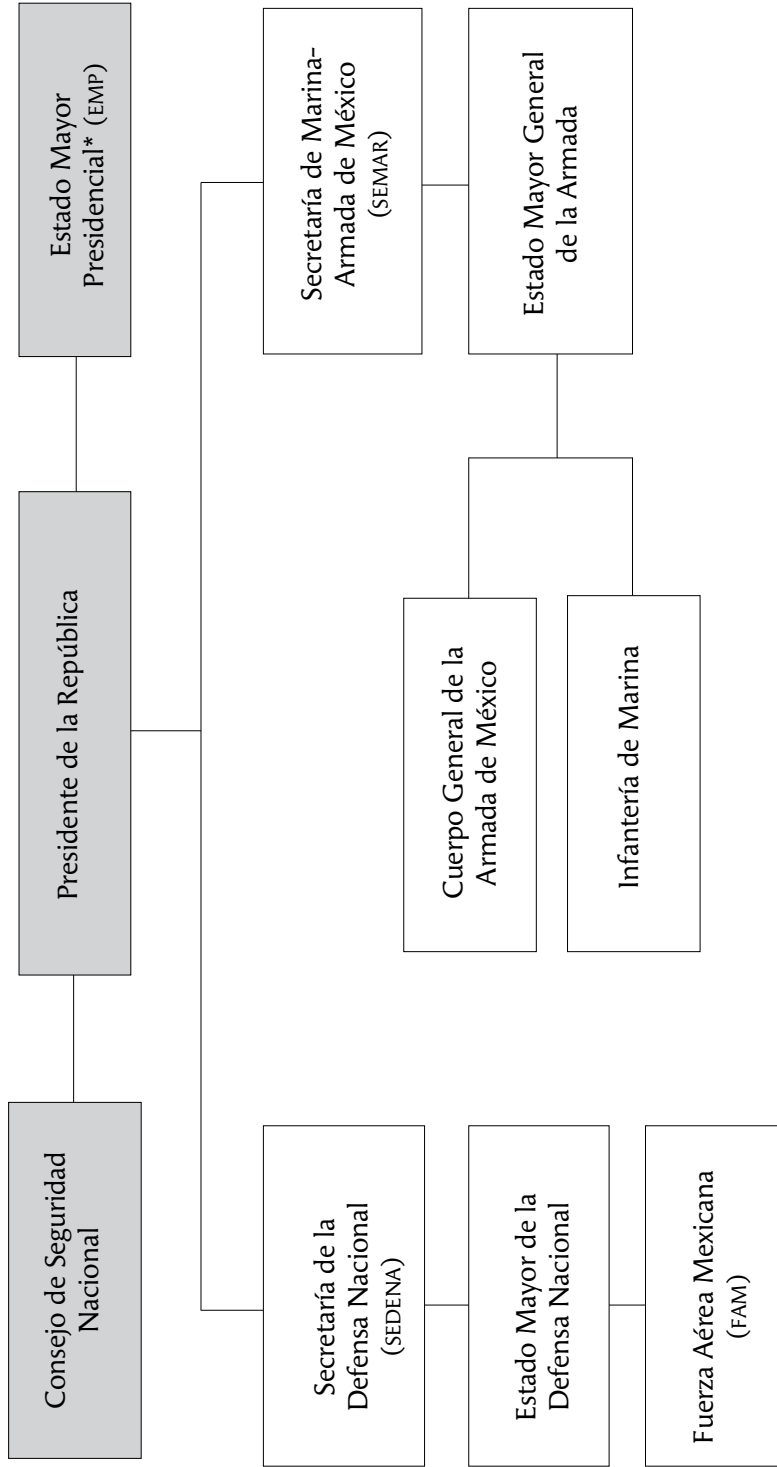 Consejo de Seguridad
Nacional
Presidente de la República
Estado Mayor
Presidencial* (EMP)
Secretaría de la
Defensa Nacional
(SEDENA)
Secretaría de Marina-
Armada de México
(SEMAR)
Estado Mayor de la
Defensa Nacional
Estado Mayor General
de la Armada
Fuerza Aérea Mexicana
(FAM)
Cuerpo General de la
Armada de México
Infantería de Marina